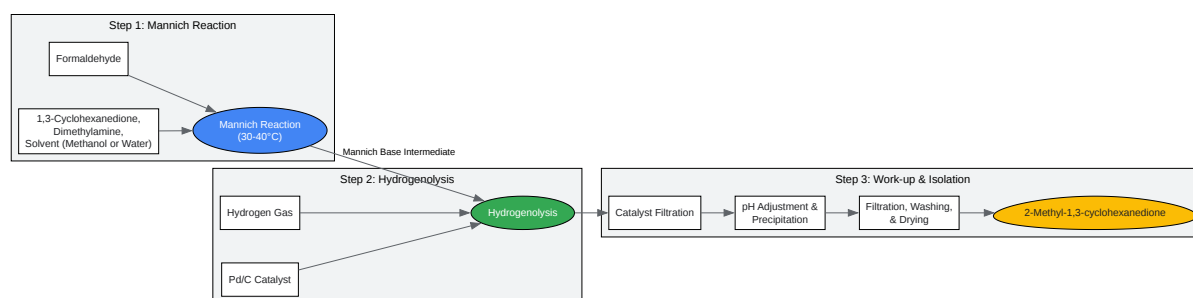 Step 1: Mannich Reaction
Formaldehyde
1,3-Cyclohexanedione,
Dimethylamine,
Solvent (Methanol or Water)
Mannich Reaction
(30-40°C)
Mannich Base Intermediate
Step 2: Hydrogenolysis
Hydrogen Gas
Hydrogenolysis
Pd/C Catalyst
Step 3: Work-up & Isolation
Catalyst Filtration
pH Adjustment &
Precipitation
Filtration, Washing,
& Drying
2-Methyl-1,3-cyclohexanedione